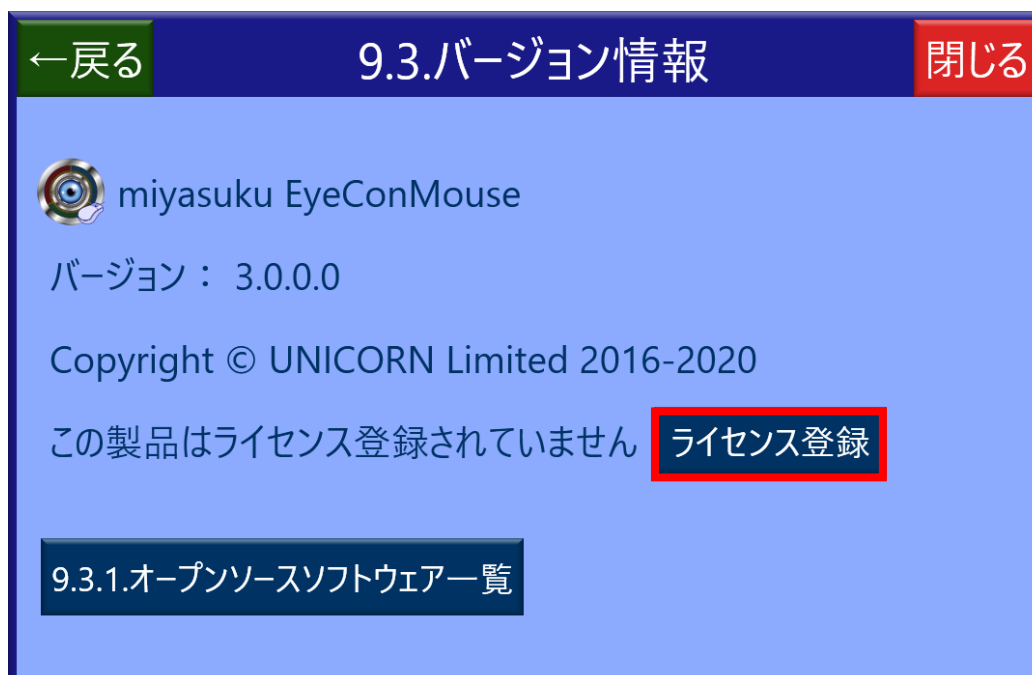 ←戻る
9.3.バージョン情報
閉じる
miyasuku EyeConMouse
バージョン： 3.0.0.0
Copyright © UNICORN Limited 2016-2020
この製品はライセンス登録されていません
ライセンス登録
9.3.1.オープンソースソフトウェア一覧